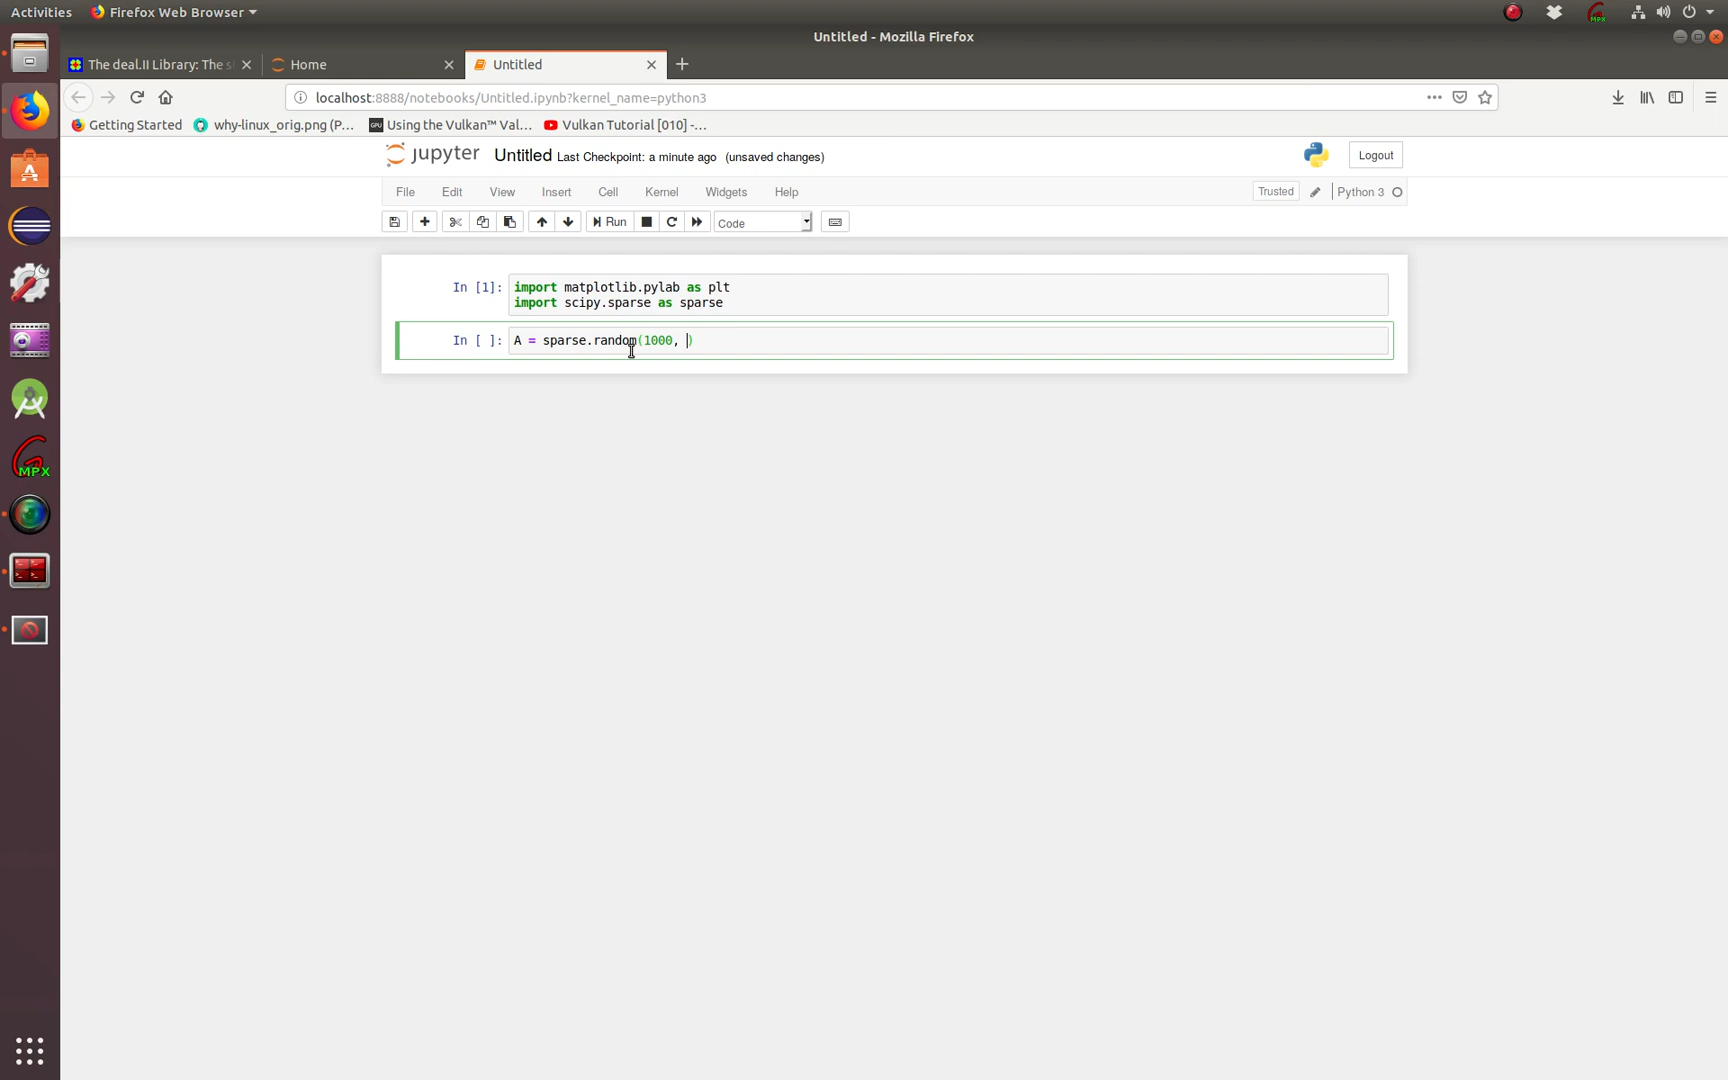 Activities Firefox Web Browser
Untitled - Mozilla Firefox
The deal.II Library: The s Home Untitled
localhost:8888/notebooks/Untitled.ipynb?kernel_name=python3
Getting Started why-linux_orig.png (P... GPU Using the Vulkan™ Val... Vulkan Tutorial [010] -...
jupyter Untitled Last Checkpoint: a minute ago (unsaved changes) Logout
File Edit View Insert Cell Kernel Widgets Help Trusted Python 3
Run Code
In [1]: import matplotlib.pylab as plt
import scipy.sparse as sparse
In [ ]: A = sparse.random(1000, )
MPX